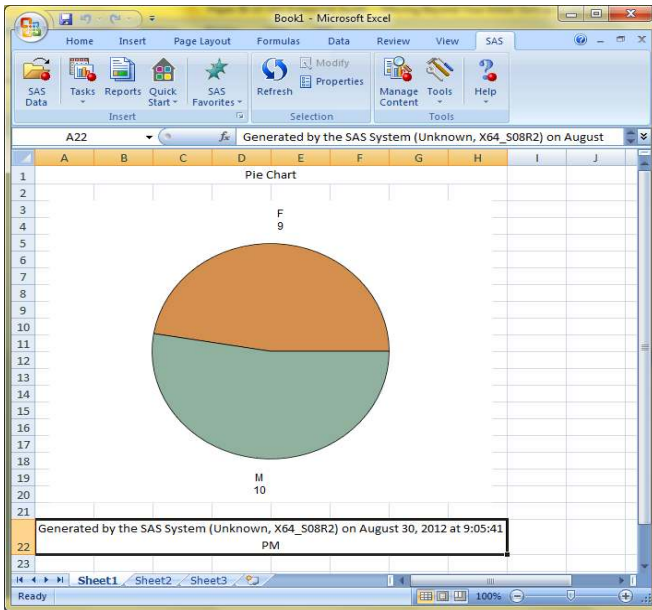 Book1 - Microsoft Excel
Home Insert Page Layout Formulas Data Review View SAS
SAS Data
Tasks
Reports
Quick Start
SAS Favorites
Refresh
Modify
Properties
Manage Content
Tools
Help
Insert
Selection
Tools
A22 fx Generated by the SAS System (Unknown, X64_S08R2) on August
A B C D E F G H I J
1 Pie Chart
2
3 F
4 9
5
6
7
8
9
10
11
12
13
14
15
16
17
18
19 M
20 10
21
Generated by the SAS System (Unknown, X64_S08R2) on August 30, 2012 at 9:05:41
22 PM
23
Sheet1 Sheet2 Sheet3
Ready 100%